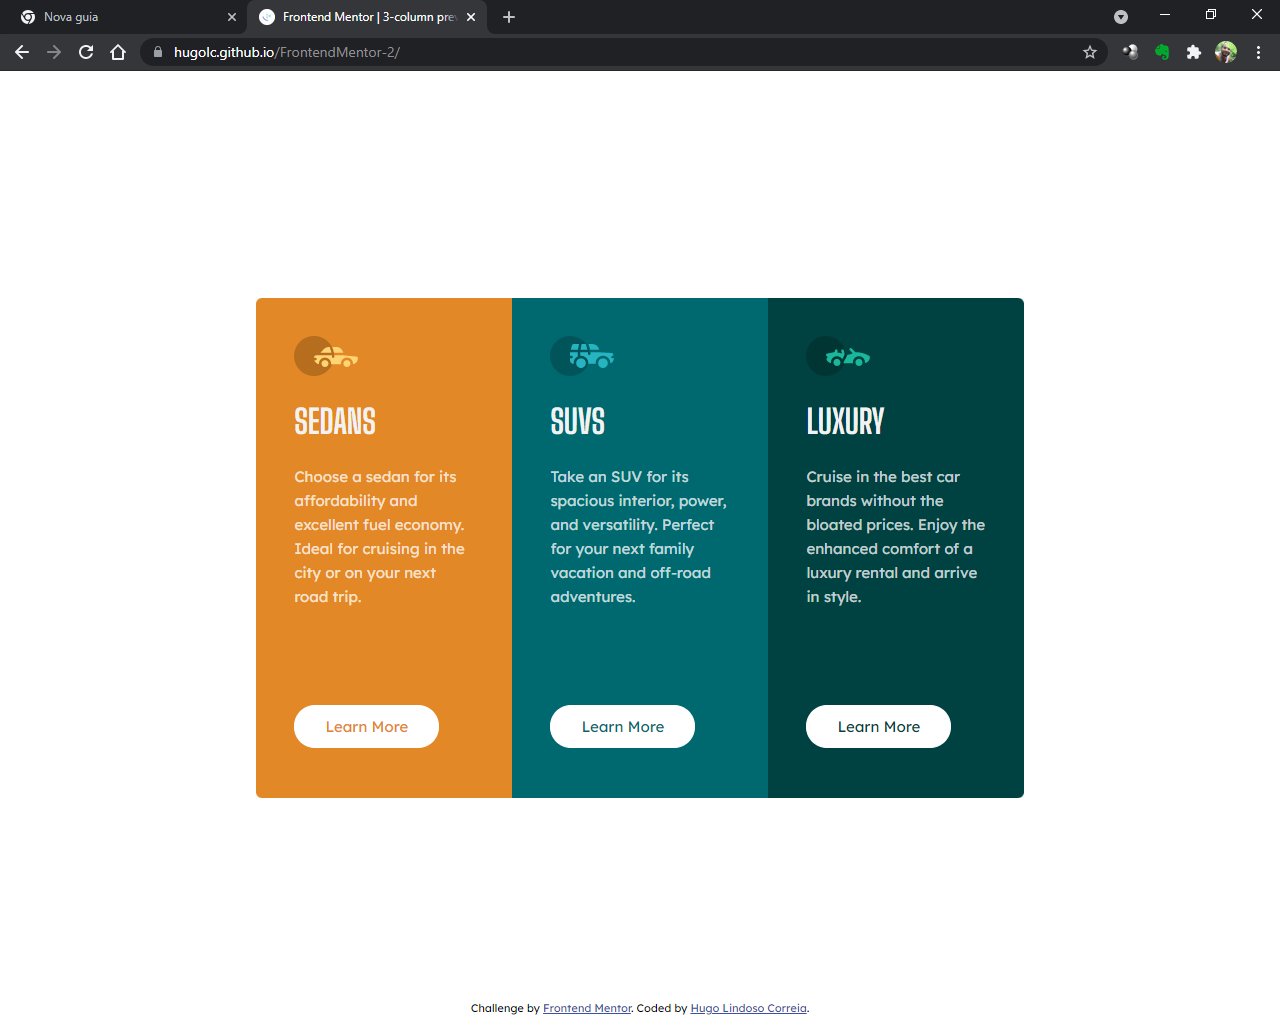 Nova guia
Frontend Mentor | 3-column prev
hugolc.github.io/FrontendMentor-2/
SEDANS
Choose a sedan for its
affordability and
excellent fuel economy.
Ideal for cruising in the
city or on your next
road trip.
Learn More
SUVS
Take an SUV for its
spacious interior, power,
and versatility. Perfect
for your next family
vacation and off-road
adventures.
Learn More
LUXURY
Cruise in the best car
brands without the
bloated prices. Enjoy the
enhanced comfort of a
luxury rental and arrive
in style.
Learn More
Challenge by Frontend Mentor. Coded by Hugo Lindoso Correia.